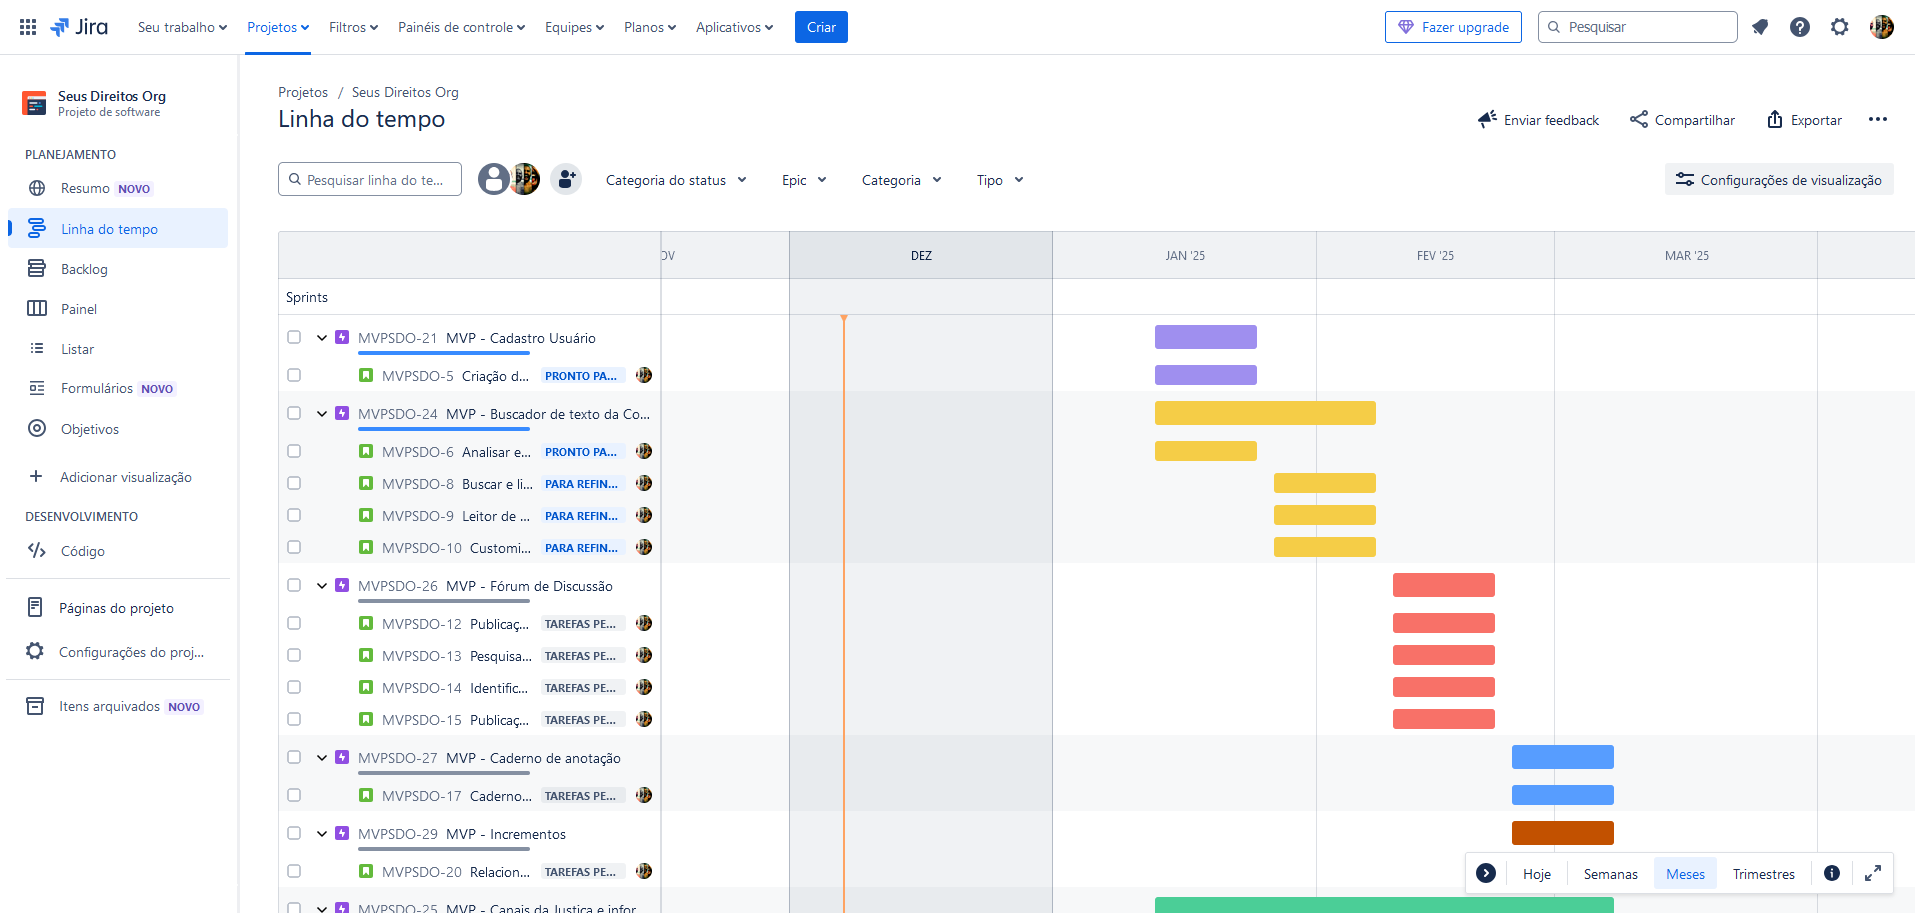 Jira
Seu trabalho
Projetos
Filtros
Painéis de controle
Equipes
Planos
Aplicativos
Criar
Fazer upgrade
Pesquisar
Seus Direitos Org
Projeto de software
PLANEJAMENTO
Resumo NOVO
Linha do tempo
Backlog
Painel
Listar
Formulários NOVO
Objetivos
Adicionar visualização
DESENVOLVIMENTO
Código
Páginas do projeto
Configurações do proj...
Itens arquivados NOVO
Projetos / Seus Direitos Org
Linha do tempo
Enviar feedback
Compartilhar
Exportar
Pesquisar linha do te...
Categoria do status
Epic
Categoria
Tipo
Configurações de visualização
OV
DEZ
JAN '25
FEV '25
MAR '25
Sprints
MVPSDO-21 MVP - Cadastro Usuário
MVPSDO-5 Criação d... PRONTO PA...
MVPSDO-24 MVP - Buscador de texto da Co...
MVPSDO-6 Analisar e... PRONTO PA...
MVPSDO-8 Buscar e li... PARA REFIN...
MVPSDO-9 Leitor de ... PARA REFIN...
MVPSDO-10 Customi... PARA REFIN...
MVPSDO-26 MVP - Fórum de Discussão
MVPSDO-12 Publicaç... TAREFAS PE...
MVPSDO-13 Pesquisa... TAREFAS PE...
MVPSDO-14 Identific... TAREFAS PE...
MVPSDO-15 Publicaç... TAREFAS PE...
MVPSDO-27 MVP - Caderno de anotação
MVPSDO-17 Caderno... TAREFAS PE...
MVPSDO-29 MVP - Incrementos
MVPSDO-20 Relacion... TAREFAS PE...
MVPSDO-25 MVP - Canais da Justiça e infor
Hoje
Semanas
Meses
Trimestres